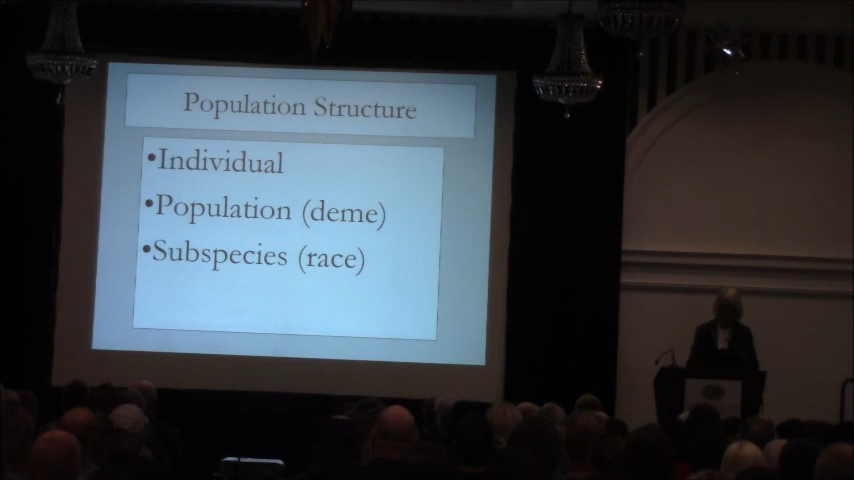 Population Structure
•Individual
•Population (deme)
•Subspecies (race)